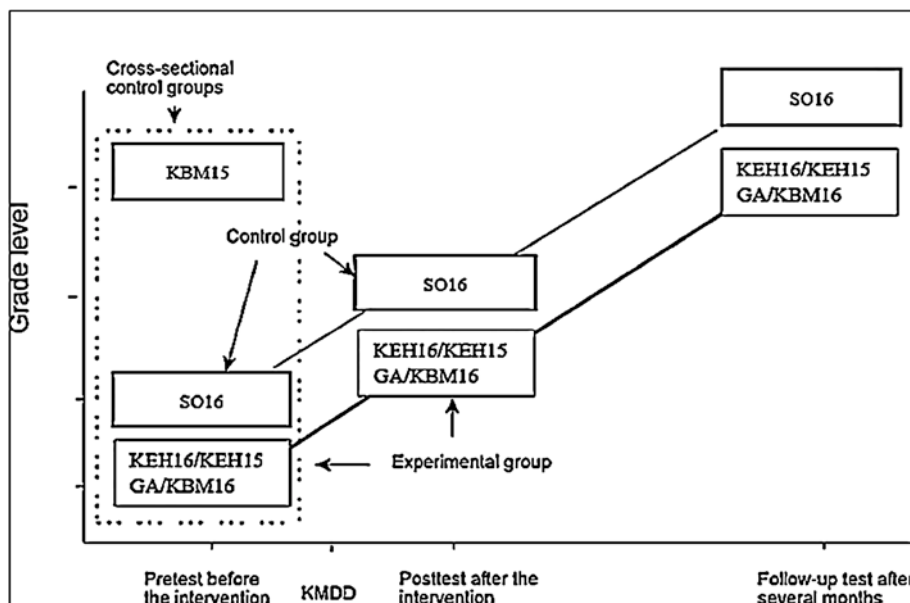 Cross-sectional
control groups
KBM15
Control group
SO16
KEH16/KEH15
GA/KBM16
SO16
KEH16/KEH15
GA/KBM16
Experimental group
SO16
KEH16/KEH15
GA/KBM16
Grade level
Pretest before
the intervention
KMDD
Posttest after the
intervention
Follow-up test after
several months